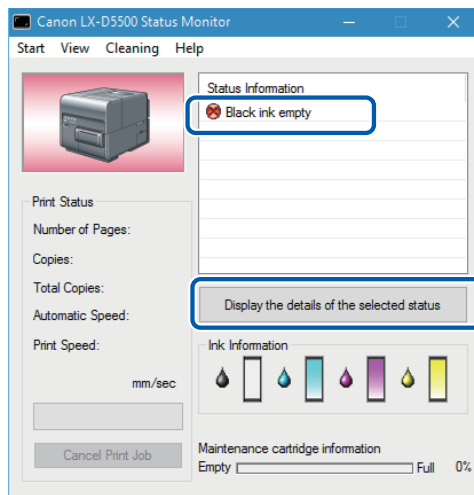 Canon LX-D5500 Status Monitor
Start View Cleaning Help
Status Information
Black ink empty
Print Status
Number of Pages:
Copies:
Total Copies:
Automatic Speed:
Print Speed:
mm/sec
Cancel Print Job
Display the details of the selected status
Ink Information
Maintenance cartridge information
Empty Full 0%